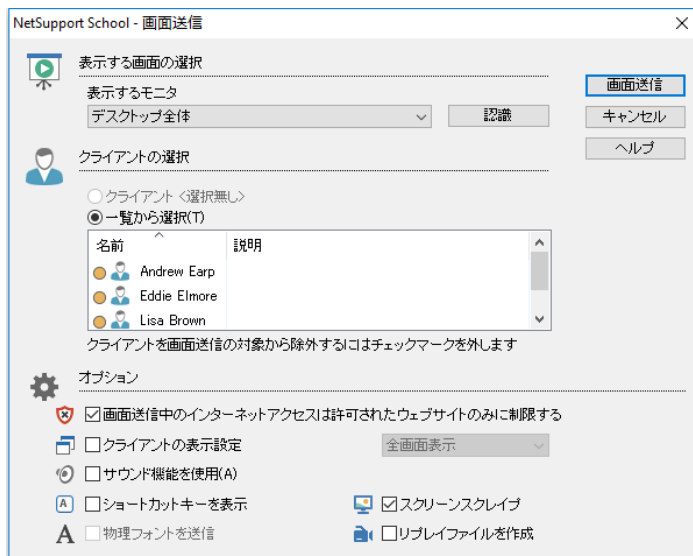 NetSupport School - 画面送信
表示する画面の選択
画面送信
表示するモニタ
デスクトップ全体
認識
キャンセル
ヘルプ
クライアントの選択
クライアント <選択無し>
一覧から選択(T)
名前 説明
Andrew Earp
Eddie Elmore
Lisa Brown
クライアントを画面送信の対象から除外するにはチェックマークを外します
オプション
画面送信中のインターネットアクセスは許可されたウェブサイトのみに制限する
クライアントの表示設定 全画面表示
サウンド機能を使用(A)
A ショートカットキーを表示 スクリーンスクレイプ
A 物理フォントを送信 リプレイファイルを作成